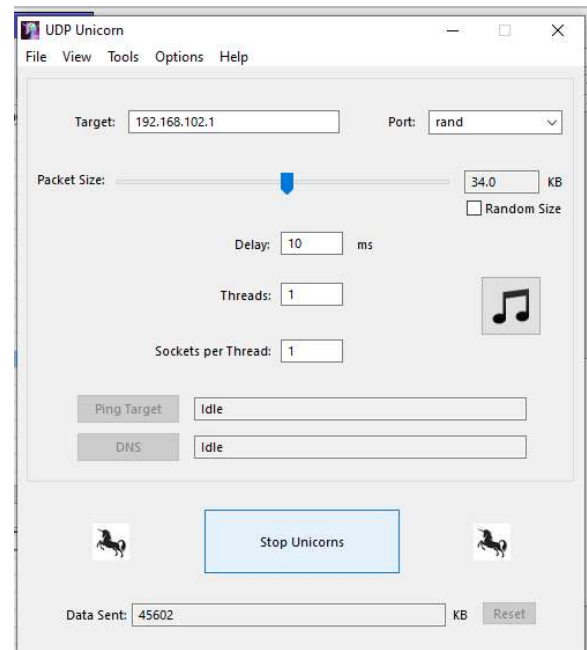 UDP Unicorn
File View Tools Options Help
Target: 192.168.102.1 Port: rand
Packet Size: 34.0 KB
Random Size
Delay: 10 ms
Threads: 1
Sockets per Thread: 1
Ping Target Idle
DNS Idle
Stop Unicorns
Data Sent: 45602 KB Reset